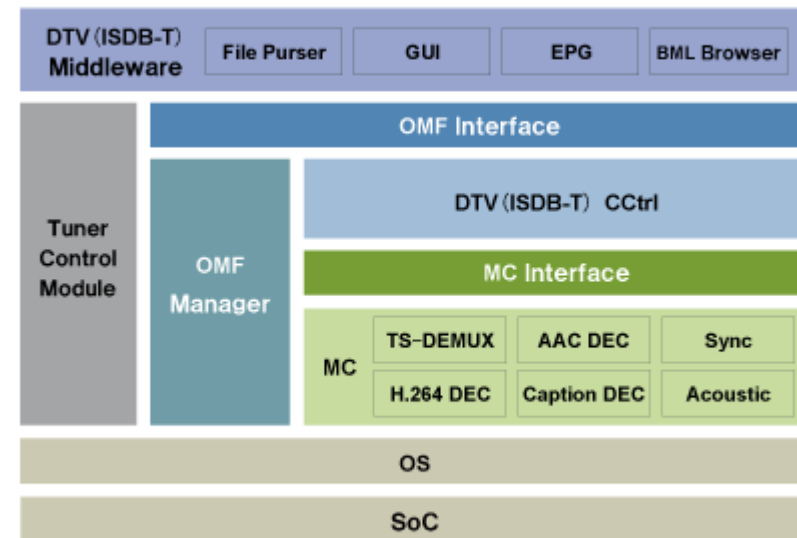 DTV(ISDB-T)
Middleware
File Purser
GUI
EPG
BML Browser
Tuner
Control
Module
OMF Interface
OMF
Manager
DTV(ISDB-T) CCtrl
MC Interface
MC
TS-DEMUX
AAC DEC
Sync
H.264 DEC
Caption DEC
Acoustic
OS
SoC